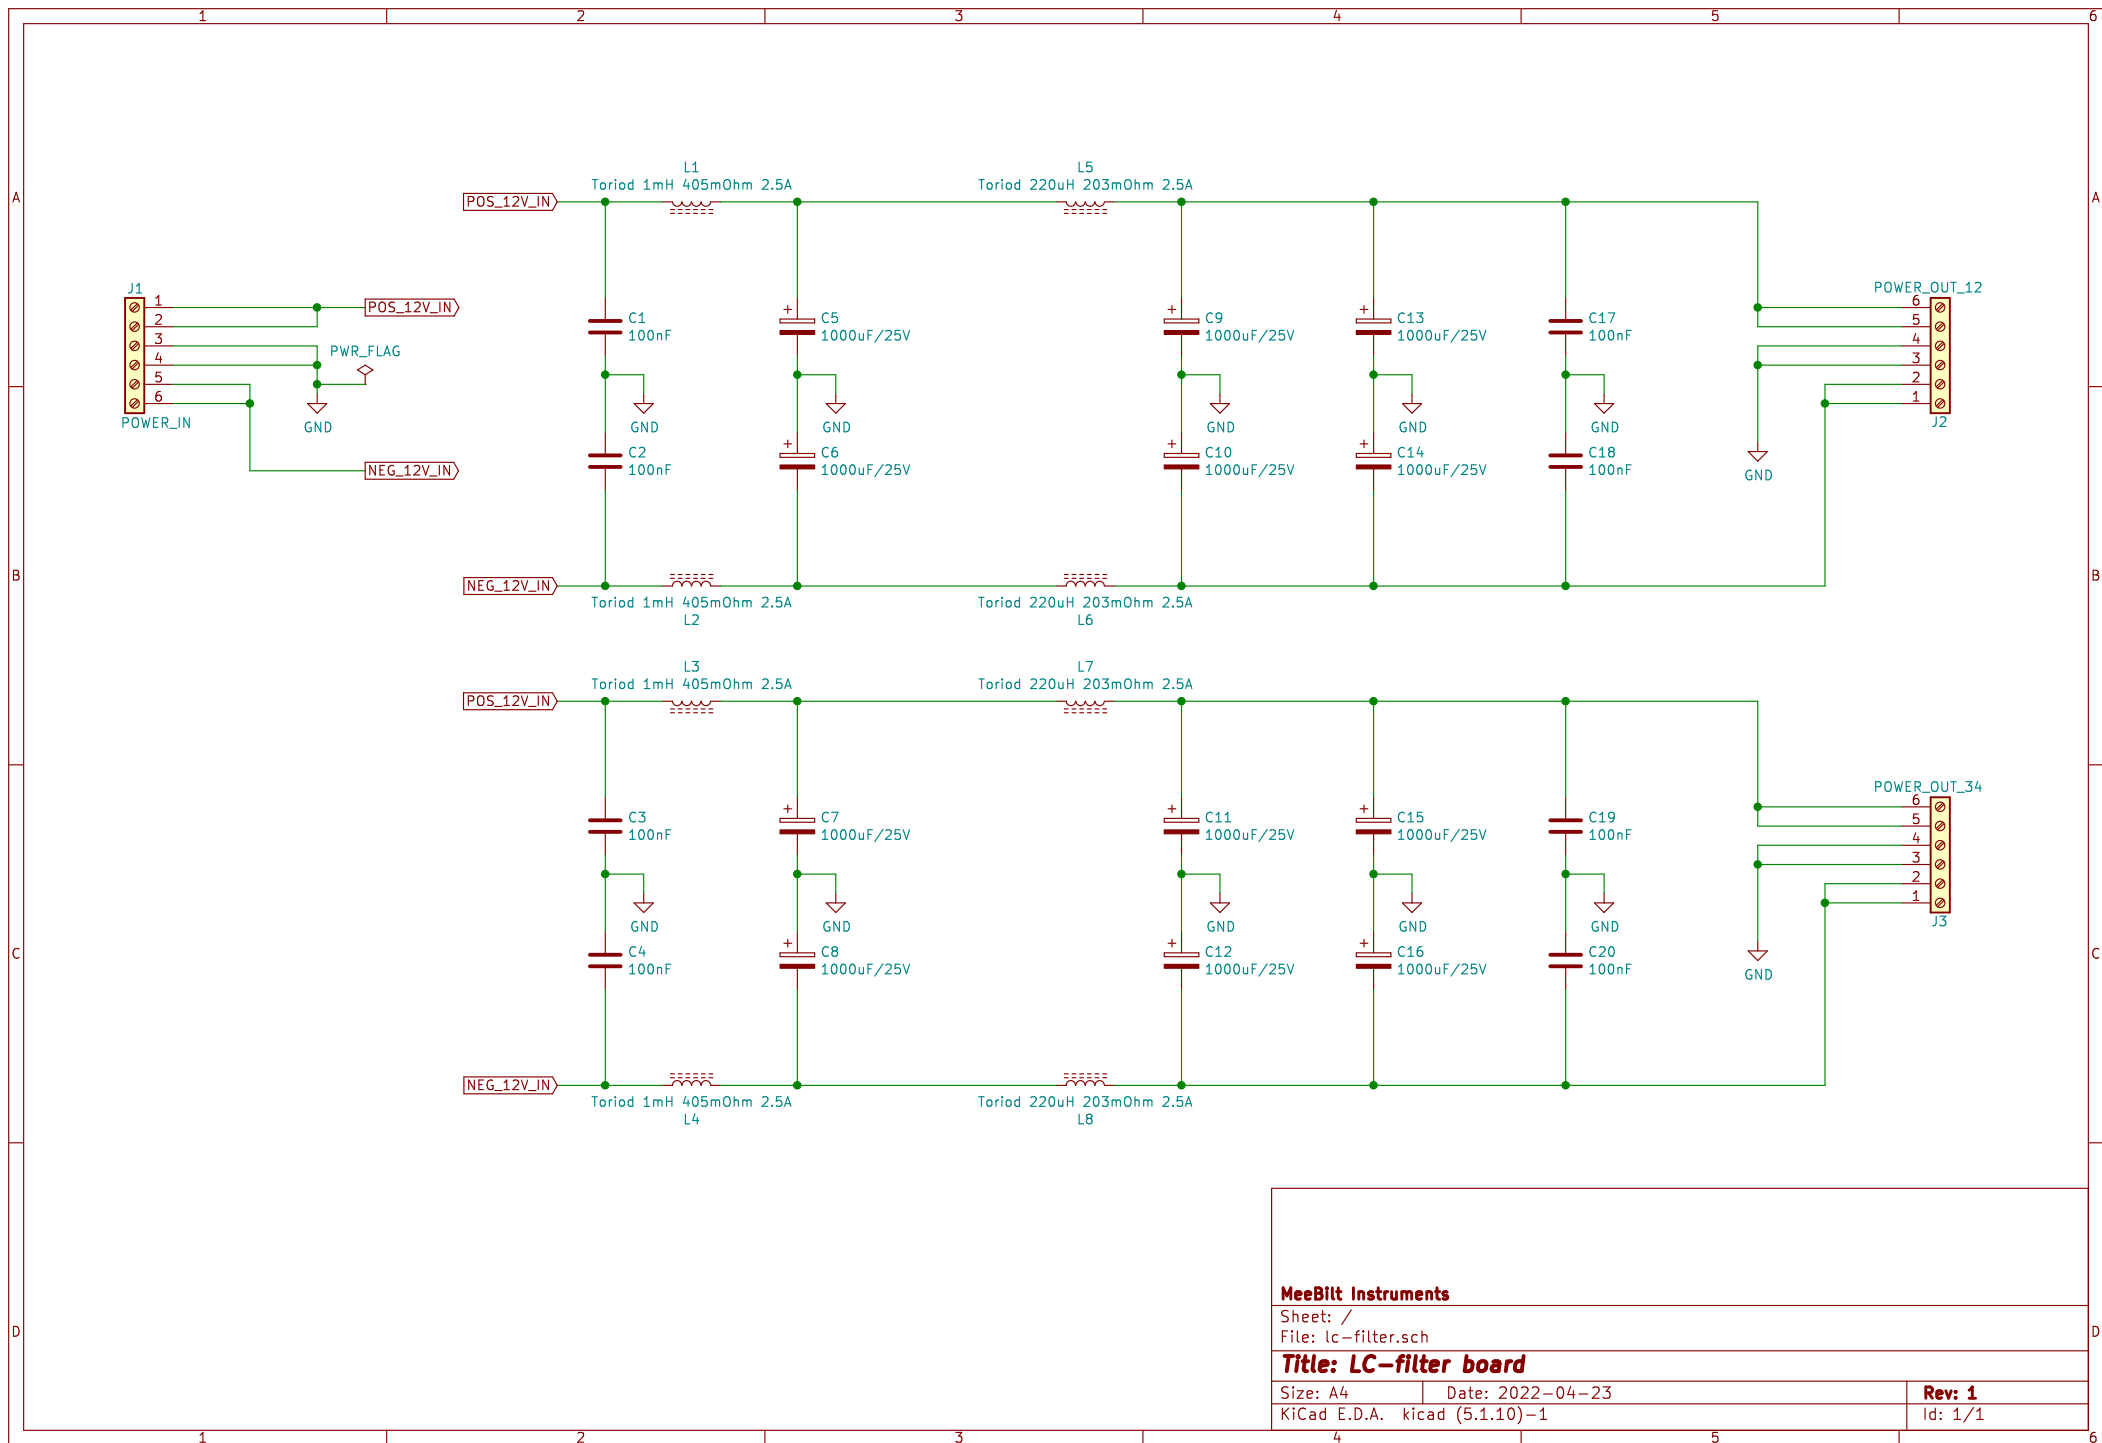 1 2 3 4 5 6
A A
B B
C C
D D
1 2 3 4 5 6
J1
1
2
3
4
5
6
POWER_IN
POS_12V_IN
PWR_FLAG
GND
NEG_12V_IN
L1
Toriod 1mH 405mOhm 2.5A
L5
Toriod 220uH 203mOhm 2.5A
POS_12V_IN
C1
100nF
+
C5
1000uF/25V
+
C9
1000uF/25V
+
C13
1000uF/25V
C17
100nF
GND
GND
GND
GND
GND
C2
100nF
+
C6
1000uF/25V
+
C10
1000uF/25V
+
C14
1000uF/25V
C18
100nF
NEG_12V_IN
Toriod 1mH 405mOhm 2.5A
L2
Toriod 220uH 203mOhm 2.5A
L6
POWER_OUT_12
6
5
4
3
2
1
J2
GND
L3
Toriod 1mH 405mOhm 2.5A
L7
Toriod 220uH 203mOhm 2.5A
POS_12V_IN
C3
100nF
+
C7
1000uF/25V
+
C11
1000uF/25V
+
C15
1000uF/25V
C19
100nF
GND
GND
GND
GND
GND
C4
100nF
+
C8
1000uF/25V
+
C12
1000uF/25V
+
C16
1000uF/25V
C20
100nF
NEG_12V_IN
Toriod 1mH 405mOhm 2.5A
L4
Toriod 220uH 203mOhm 2.5A
L8
POWER_OUT_34
6
5
4
3
2
1
J3
GND
MeeBilt Instruments
Sheet: /
File: lc-filter.sch
Title: LC-filter board
Size: A4 Date: 2022-04-23 Rev: 1
KiCad E.D.A. kicad (5.1.10)-1 Id: 1/1